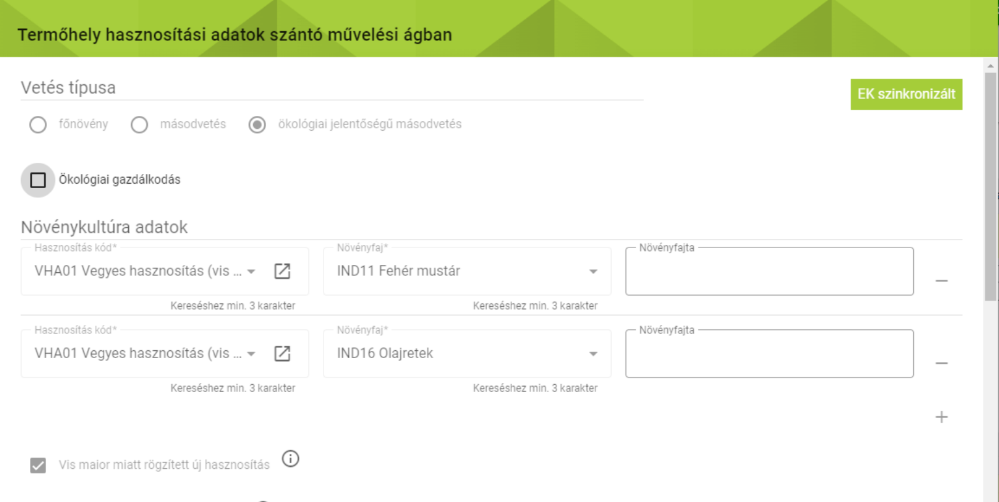 Termőhely hasznosítási adatok szántó művelési ágban
Vetés típusa
EK szinkronizált
főnövény másodvetés ökológiai jelentőségű másodvetés
Ökológiai gazdálkodás
Növénykultúra adatok
Hasznosítás kód* Növényfaj* Növényfajta
VHA01 Vegyes hasznosítás (vis ... IND11 Fehér mustár
Kereséshez min. 3 karakter Kereséshez min. 3 karakter
Hasznosítás kód* Növényfaj* Növényfajta
VHA01 Vegyes hasznosítás (vis ... IND16 Olajretek
Kereséshez min. 3 karakter Kereséshez min. 3 karakter
Vis maior miatt rögzített új hasznosítás